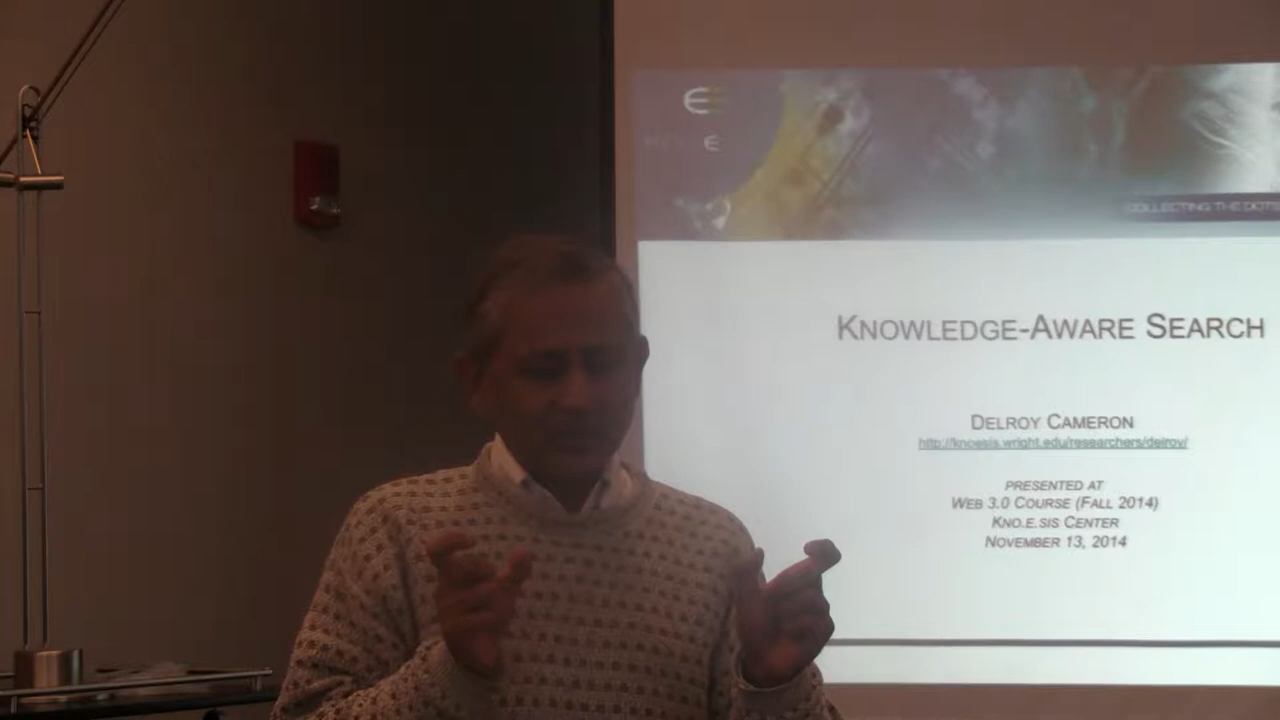 COLLECTING THE DOTS
KNOWLEDGE-AWARE SEARCH
DELROY CAMERON
http://knoesis.wright.edu/researchers/delroy/
PRESENTED AT
WEB 3.0 COURSE (FALL 2014)
KNO.E.SIS CENTER
NOVEMBER 13, 2014